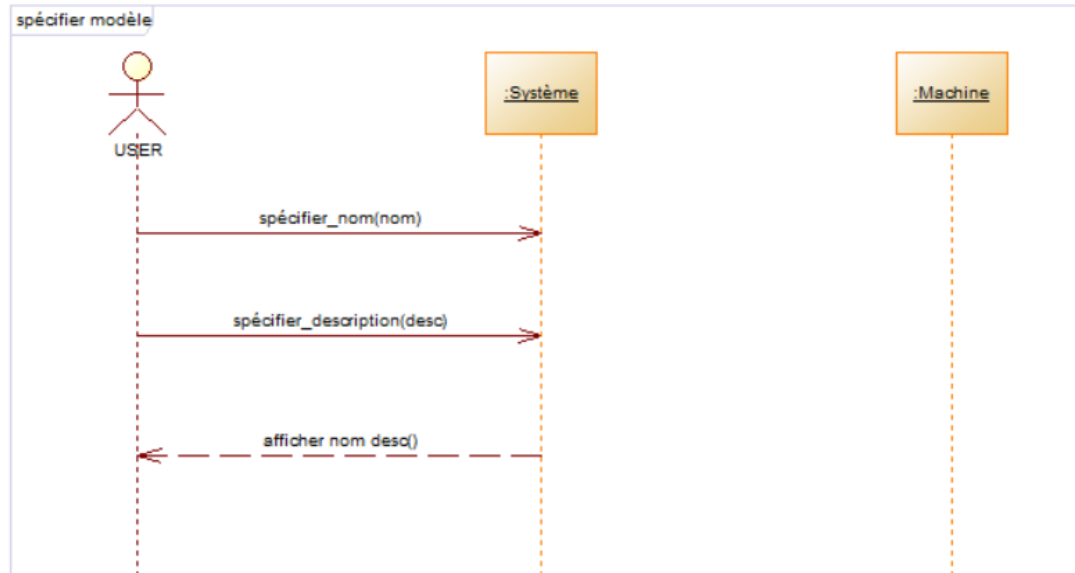 spécifier modèle
:Système
:Machine
USER
spécifier_nom(nom)
spécifier_description(desc)
afficher nom desc()